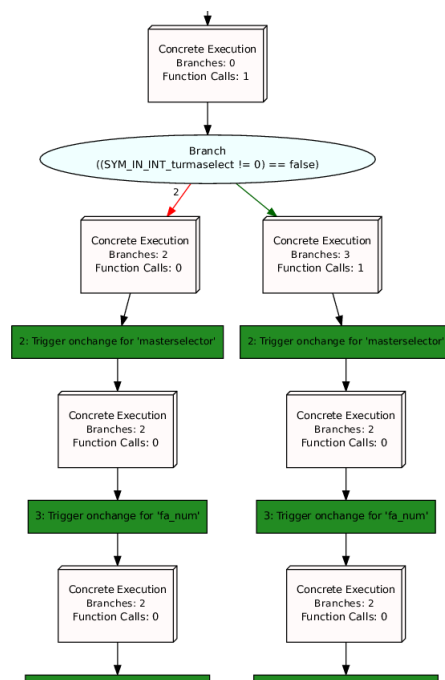 Concrete Execution
Branches: 0
Function Calls: 1
Branch
((SYM_IN_INT_turmaselect != 0) == false)
2
Concrete Execution
Branches: 2
Function Calls: 0
Concrete Execution
Branches: 3
Function Calls: 1
2: Trigger onchange for 'masterselector'
2: Trigger onchange for 'masterselector'
Concrete Execution
Branches: 2
Function Calls: 0
Concrete Execution
Branches: 2
Function Calls: 0
3: Trigger onchange for 'fa_num'
3: Trigger onchange for 'fa_num'
Concrete Execution
Branches: 2
Function Calls: 0
Concrete Execution
Branches: 2
Function Calls: 0